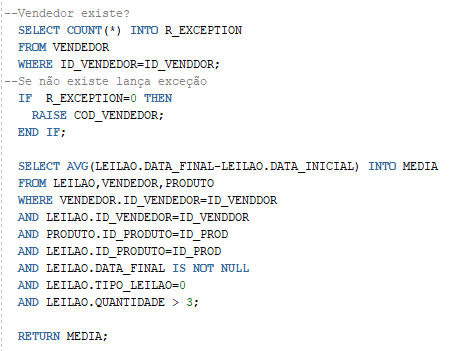 --Vendedor existe?
SELECT COUNT(*) INTO R_EXCEPTION
FROM VENDEDOR
WHERE ID_VENDEDOR=ID_VENDDOR;
--Se não existe lança exceção
IF  R_EXCEPTION=0 THEN
RAISE COD_VENDEDOR;
END IF;
SELECT AVG(LEILAO.DATA_FINAL-LEILAO.DATA_INICIAL) INTO MEDIA
FROM LEILAO,VENDEDOR,PRODUTO
WHERE VENDEDOR.ID_VENDEDOR=ID_VENDDOR
AND LEILAO.ID_VENDEDOR=ID_VENDDOR
AND PRODUTO.ID_PRODUTO=ID_PROD
AND LEILAO.ID_PRODUTO=ID_PROD
AND LEILAO.DATA_FINAL IS NOT NULL
AND LEILAO.TIPO_LEILAO=0
AND LEILAO.QUANTIDADE > 3;
RETURN MEDIA;